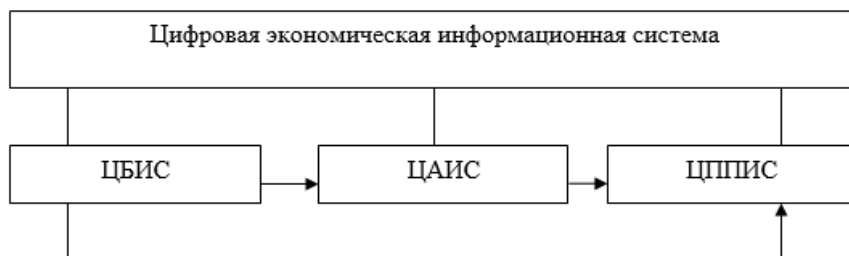 Цифровая экономическая информационная система
ЦБИС
ЦАИС
ЦППИС